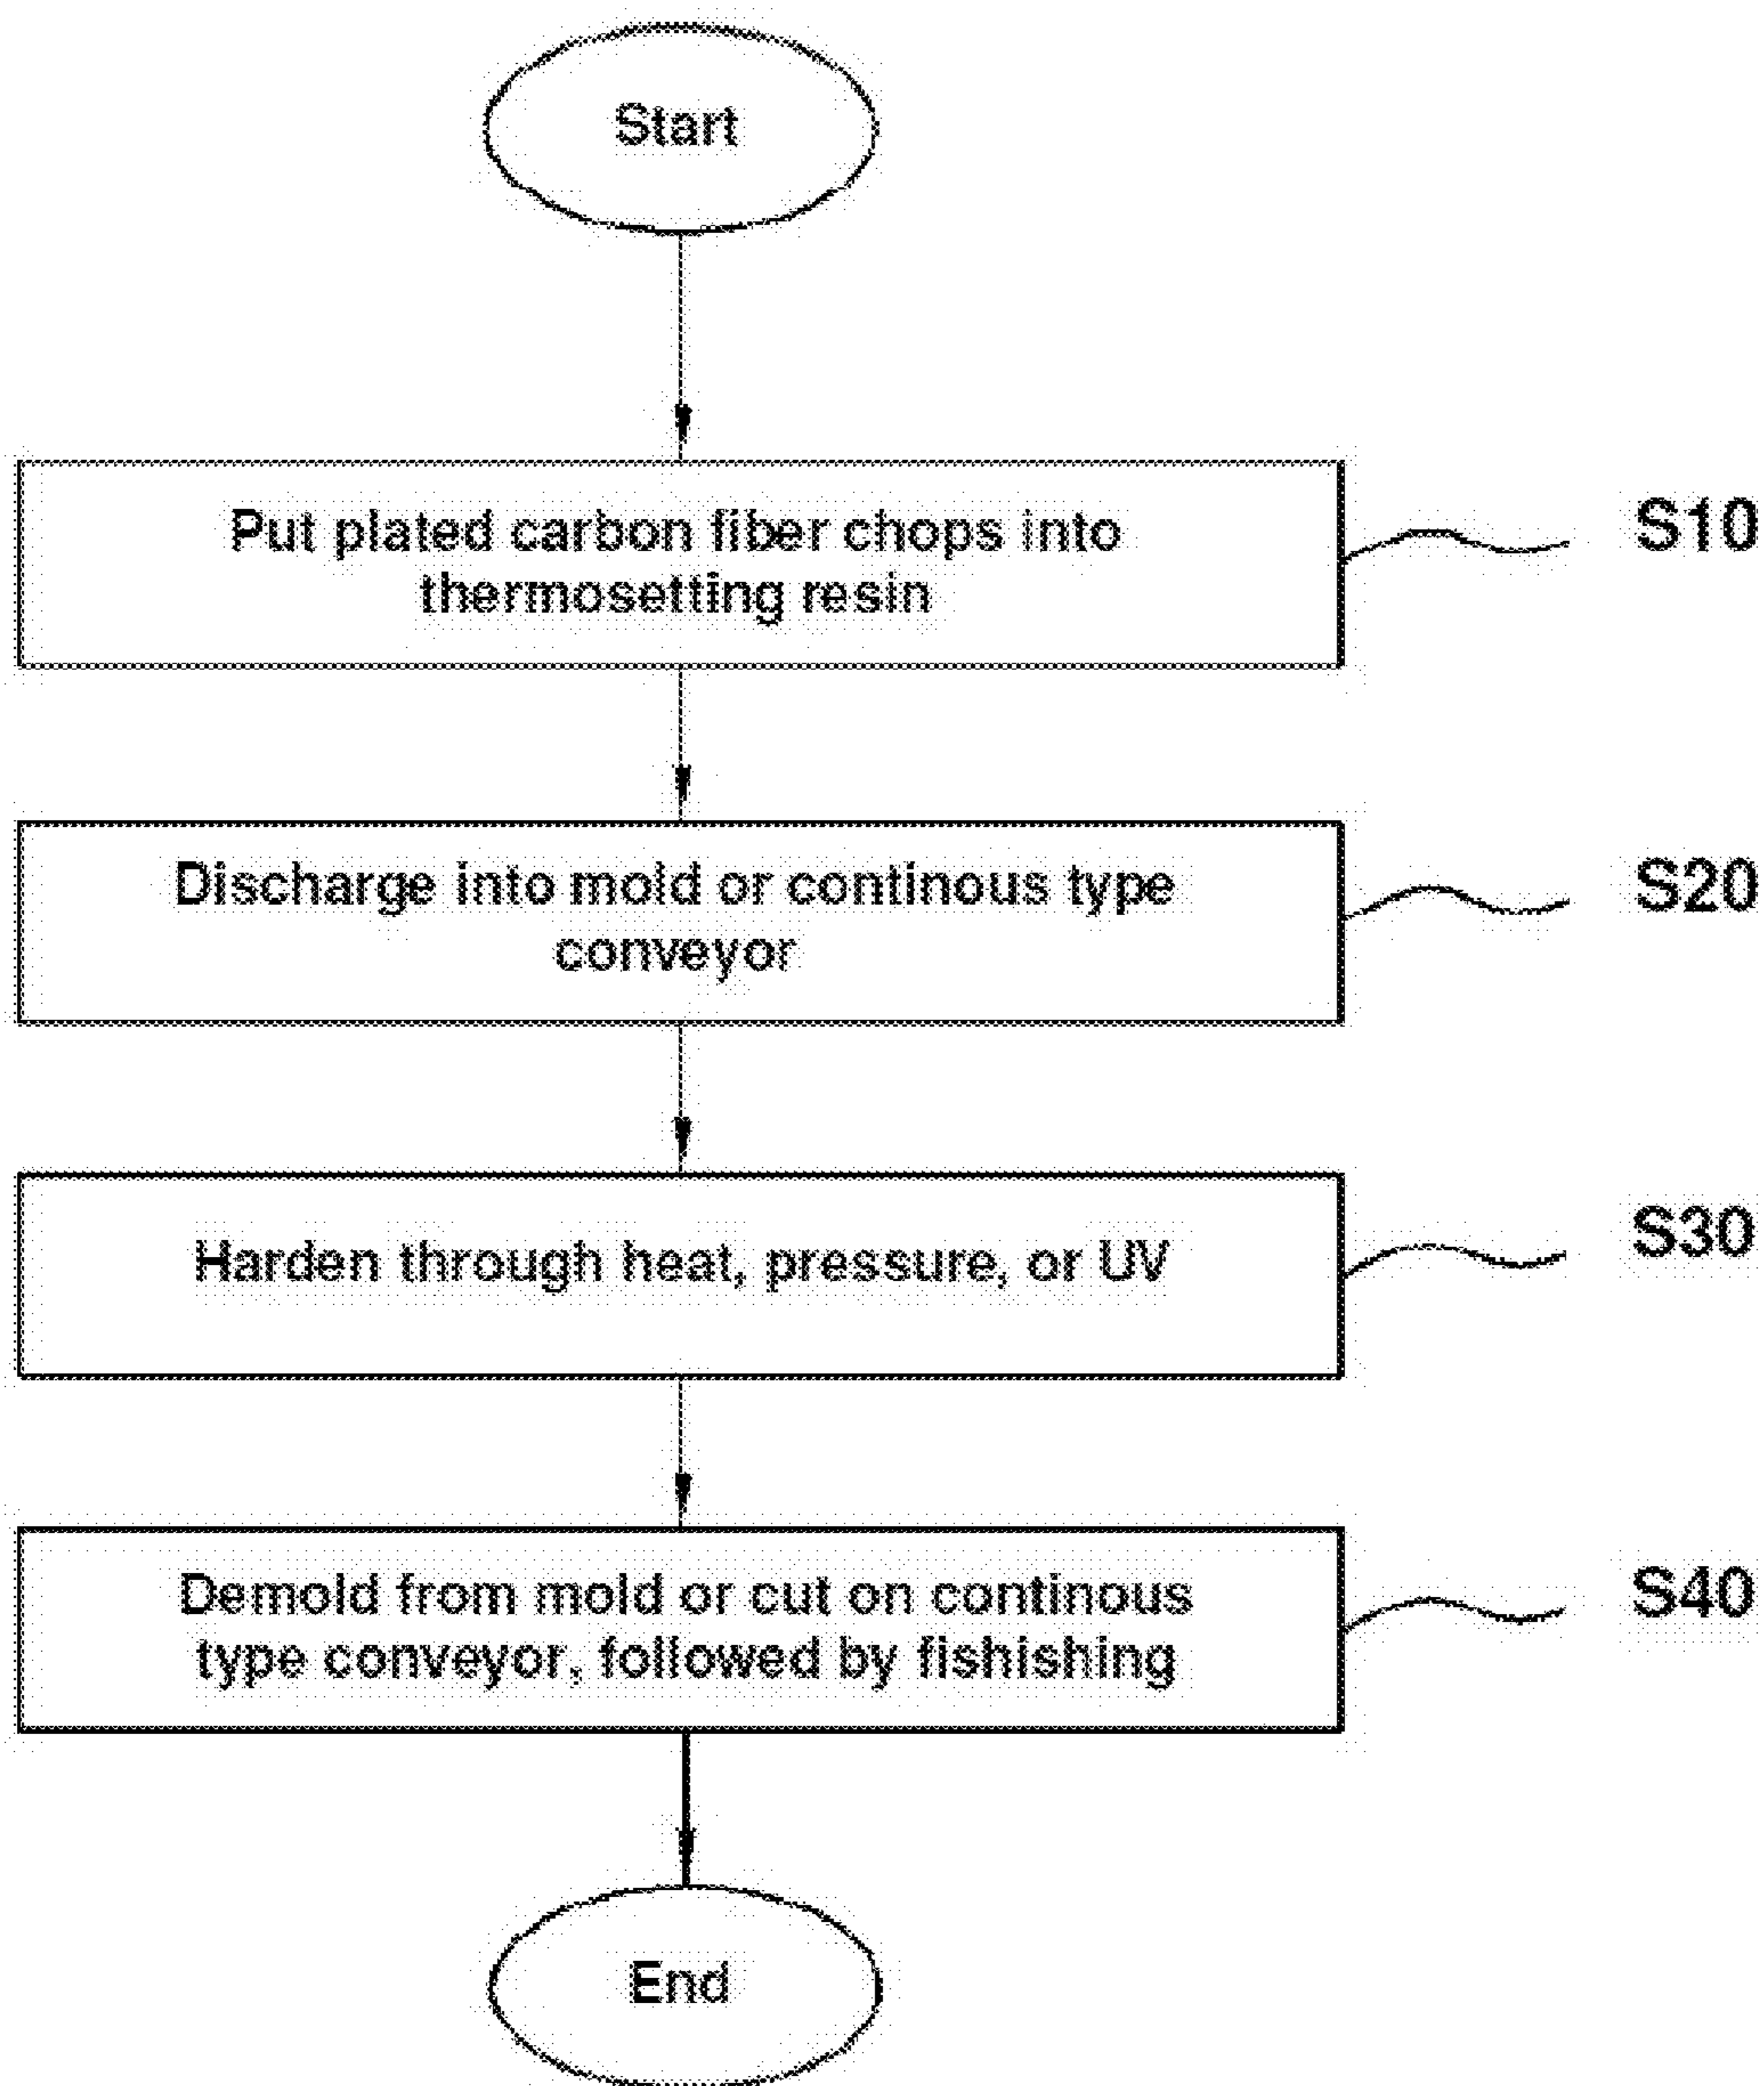 Start
Put plated carbon fiber chops into
thermosetting resin
S10
Discharge into mold or continous type
conveyor
S20
Harden through heat, pressure, or UV
S30
Demold from mold or cut on continous
type conveyor, followed by fishishing
S40
End